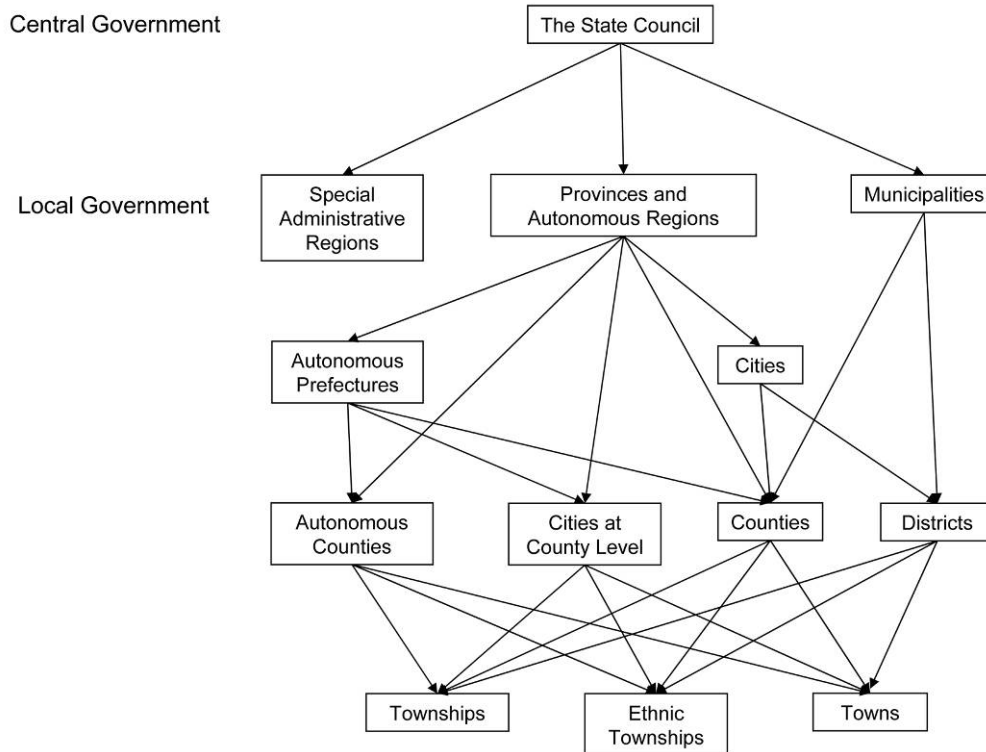 Central Government
The State Council
Local Government
Special
Administrative
Regions
Provinces and
Autonomous Regions
Municipalities
Autonomous
Prefectures
Cities
Autonomous
Counties
Cities at
County Level
Counties
Districts
Townships
Ethnic
Townships
Towns